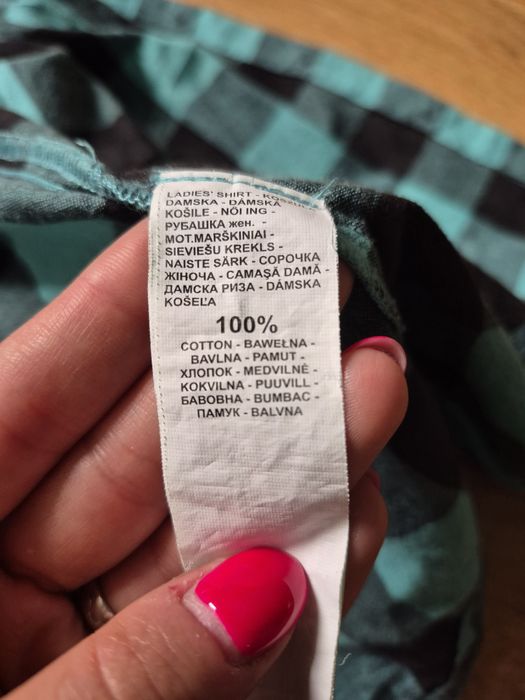 LADIES' SHIRT - KOSZULA
DAMSKA - DÁMSKÁ
KOŠILE - NŐI ING -
РУБАШКА жен. -
MOT.MARŠKINIAI -
SIEVIEŠU KREKLS -
NAISTE SÄRK - СОРОЧКА
ЖІНОЧА - CAMAŞĂ DAMĂ -
ДАМСКА РИЗА - DÁMSKA
KOŠEĽA
100%
COTTON - BAWEŁNA -
BAVLNA - PAMUT -
ХЛОПОК - MEDVILNĖ -
KOKVILNA - PUUVILL -
БАВОВНА - BUMBAC -
ПАМУК - BALVNA